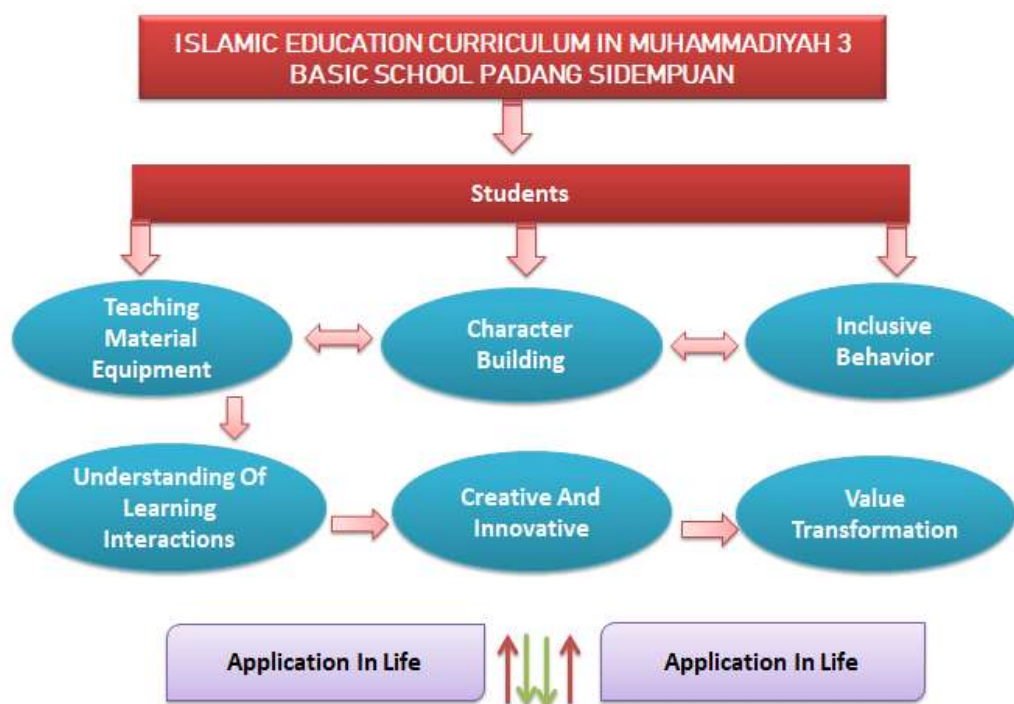 ISLAMIC EDUCATION CURRICULUM IN MUHAMMADIYAH 3
BASIC SCHOOL PADANG SIDEMPUAN
Students
Teaching
Material
Equipment
Character
Building
Inclusive
Behavior
Understanding Of
Learning
Interactions
Creative And
Innovative
Value
Transformation
Application In Life
Application In Life